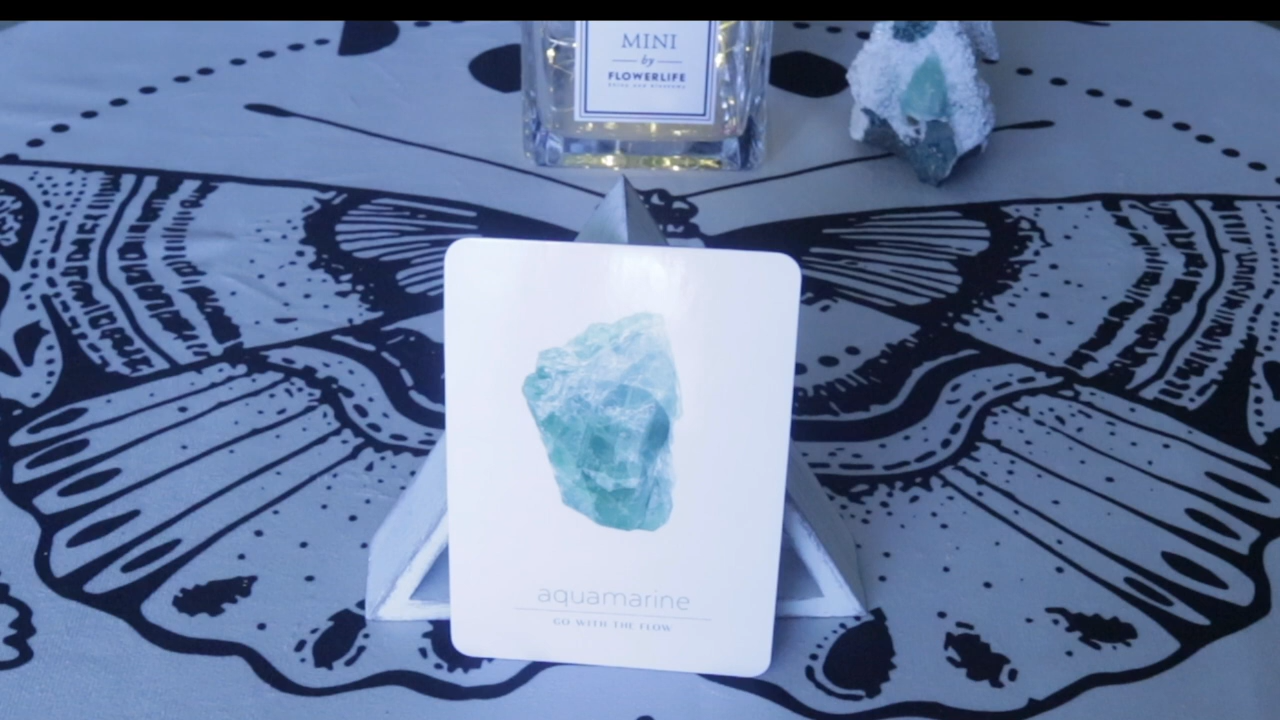 MINI
by
FLOWERLIFE
aquamarine
GO WITH THE FLOW